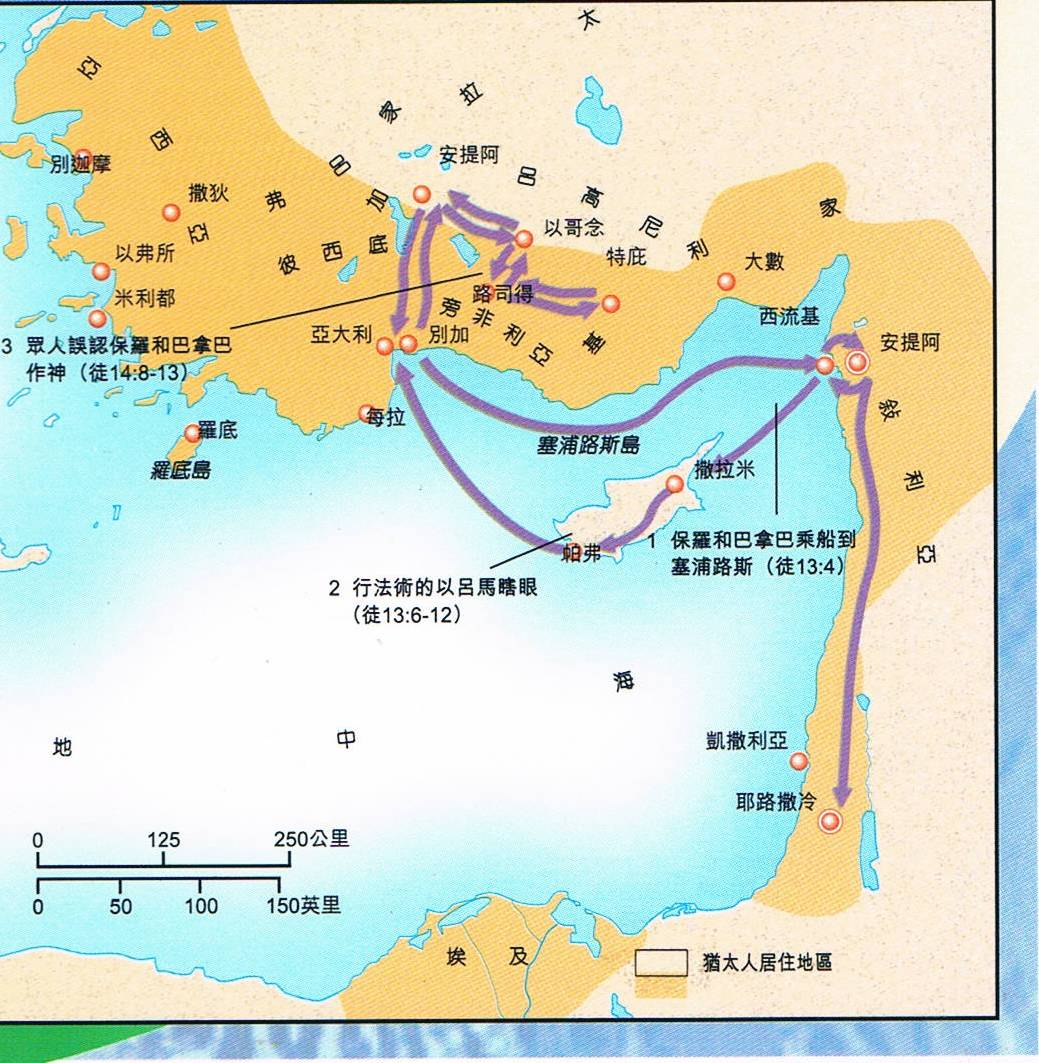 亞西亞
弗呂家
加拉太
彼西底
呂高尼
旁非利亞
基利家
敍利亞
別迦摩
撒狄
以弗所
米利都
安提阿
以哥念
特庇
路司得
大數
亞大利
別加
西流基
安提阿
每拉
羅底
羅底島
塞浦路斯島
撒拉米
帕弗
3 眾人誤認保羅和巴拿巴
作神（徒14:8-13）
1 保羅和巴拿巴乘船到
塞浦路斯（徒13:4）
2 行法術的以呂馬瞎眼
（徒13:6-12）
地中海
凱撒利亞
耶路撒冷
0 125 250公里
0 50 100 150英里
埃及
猶太人居住地區